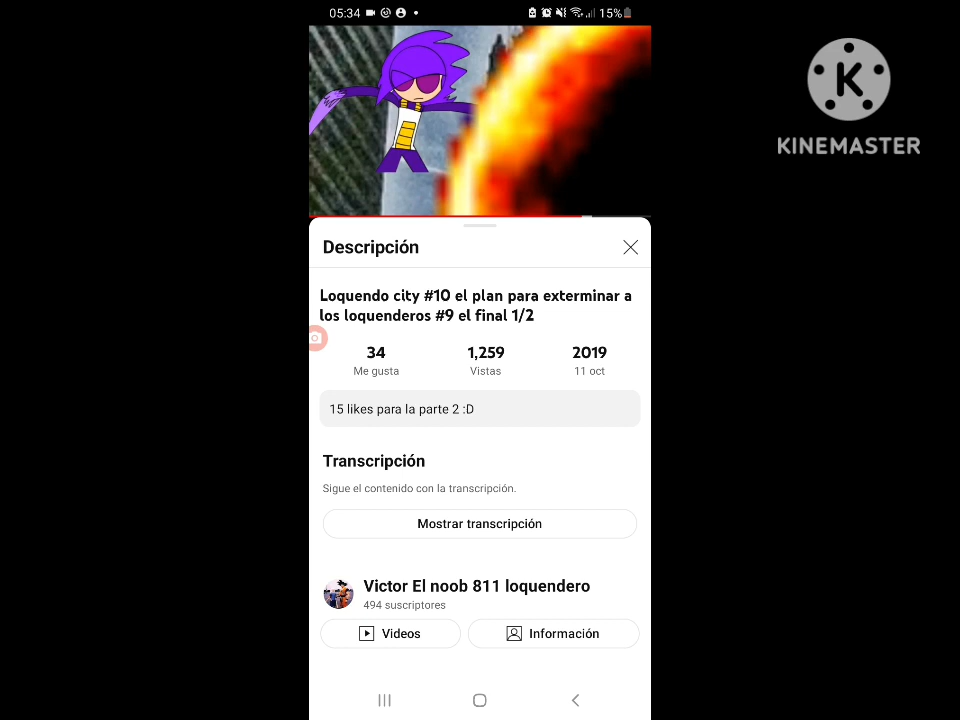 05:34
15%
KINEMASTER
Descripción
Loquendo city #10 el plan para exterminar a
los loquenderos #9 el final 1/2
34
1,259
2019
Me gusta
Vistas
11 oct
15 likes para la parte 2 :D
Transcripción
Sigue el contenido con la transcripción.
Mostrar transcripción
Victor El noob 811 loquendero
494 suscriptores
Videos
Información